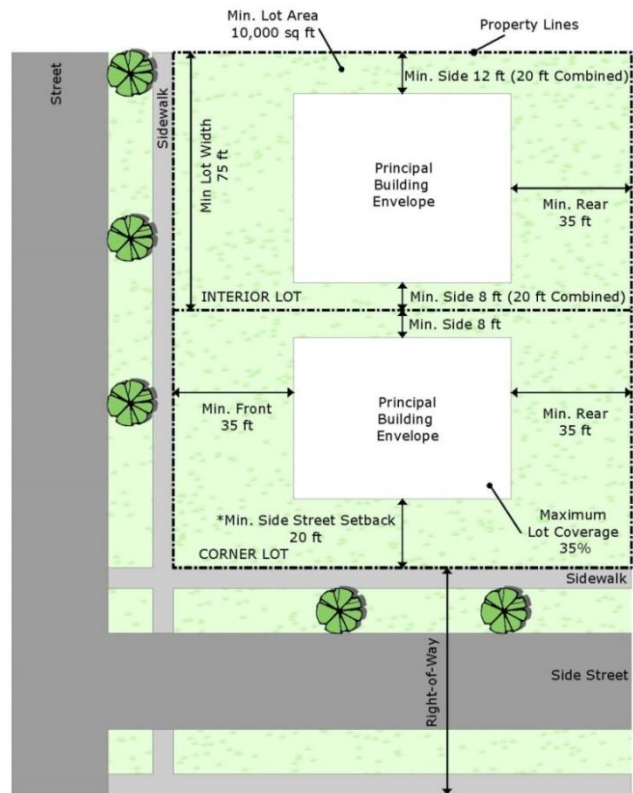 Min. Lot Area
10,000 sq ft
Property Lines
Street
Sidewalk
Min. Side 12 ft (20 ft Combined)
Min Lot Width
75 ft
Principal
Building
Envelope
Min. Rear
35 ft
INTERIOR LOT
Min. Side 8 ft (20 ft Combined)
Min. Side 8 ft
Min. Front
35 ft
Principal
Building
Envelope
Min. Rear
35 ft
*Min. Side Street Setback
20 ft
Maximum
Lot Coverage
35%
CORNER LOT
Sidewalk
Side Street
Right-of-Way